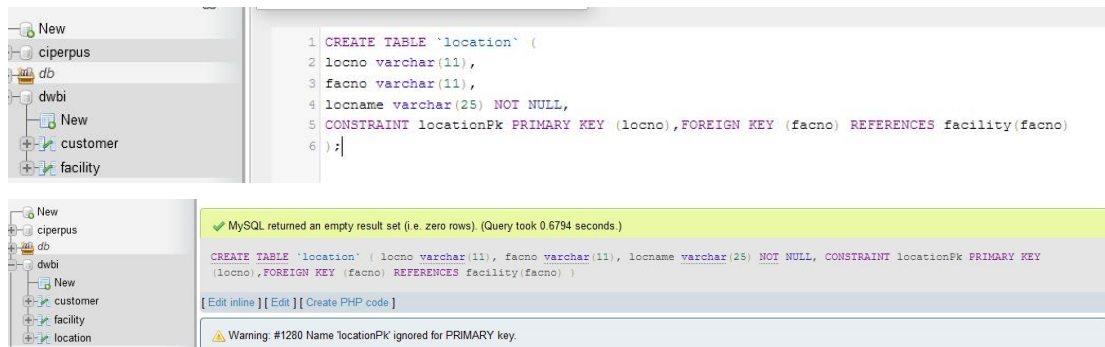 New
ciperpus
db
dwbi
New
customer
facility
1 CREATE TABLE `location` (
2 locno varchar(11),
3 facno varchar(11),
4 locname varchar(25) NOT NULL,
5 CONSTRAINT locationPk PRIMARY KEY (locno),FOREIGN KEY (facno) REFERENCES facility(facno)
6 );
New
ciperpus
db
dwbi
New
customer
facility
location
MySQL returned an empty result set (i.e. zero rows). (Query took 0.6794 seconds.)
CREATE TABLE `location` ( locno varchar(11), facno varchar(11), locname varchar(25) NOT NULL, CONSTRAINT locationPk PRIMARY KEY
(locno),FOREIGN KEY (facno) REFERENCES facility(facno) )
[ Edit inline ] [ Edit ] [ Create PHP code ]
Warning: #1280 Name 'locationPk' ignored for PRIMARY key.